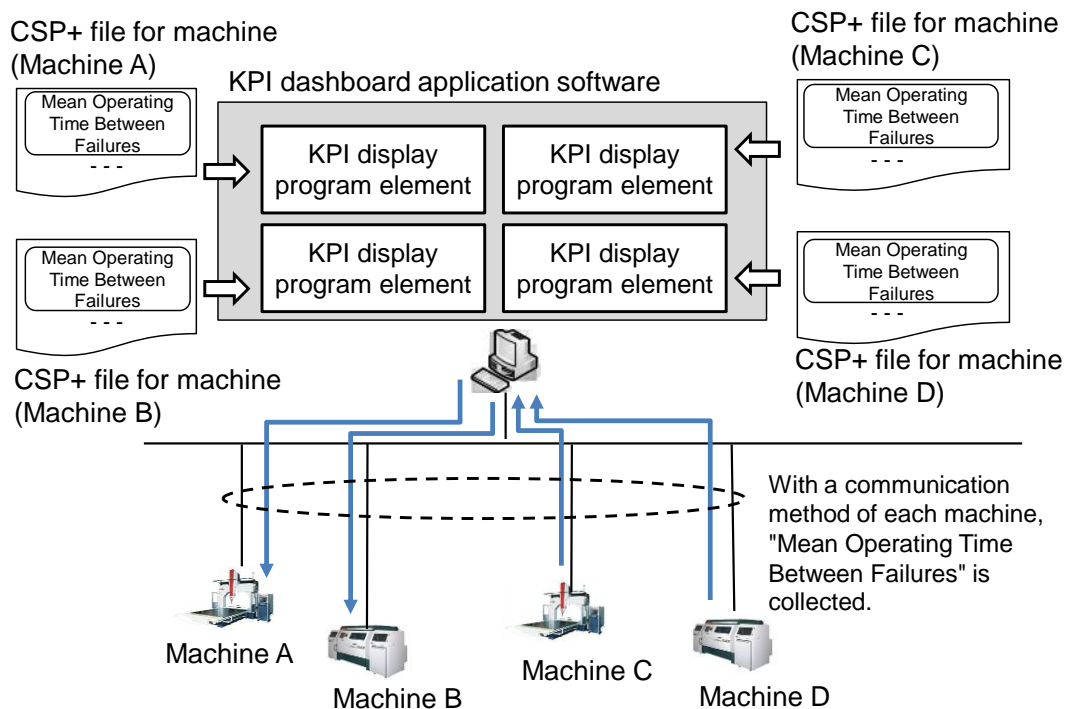 CSP+ file for machine
(Machine A)
CSP+ file for machine
(Machine C)
KPI dashboard application software
Mean Operating
Time Between
Failures
- - -
KPI display
program element
KPI display
program element
Mean Operating
Time Between
Failures
- - -
Mean Operating
Time Between
Failures
- - -
KPI display
program element
KPI display
program element
Mean Operating
Time Between
Failures
- - -
CSP+ file for machine
(Machine B)
CSP+ file for machine
(Machine D)
With a communication
method of each machine,
"Mean Operating Time
Between Failures" is
collected.
Machine A
Machine B
Machine C
Machine D